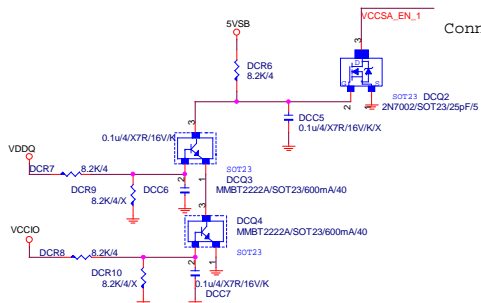 VCCSA_EN_1
Conn
5VSB
3
DCR6
8.2K/4
D
G
S
SOT23
DCQ2
2N7002/SOT23/25pF/5
2
1
DCC5
0.1u/4/X7R/16V/K/X
3
0.1u/4/X7R/16V/K
VDDQ
SOT23
DCR7
8.2K/4
2
1
DCQ3
MMBT2222A/SOT23/600mA/40
DCR9
8.2K/4/X
DCC6
3
DCQ4
MMBT2222A/SOT23/600mA/40
VCCIO
SOT23
DCR8
8.2K/4
2
1
DCR10
8.2K/4/X
0.1u/4/X7R/16V/K
DCC7